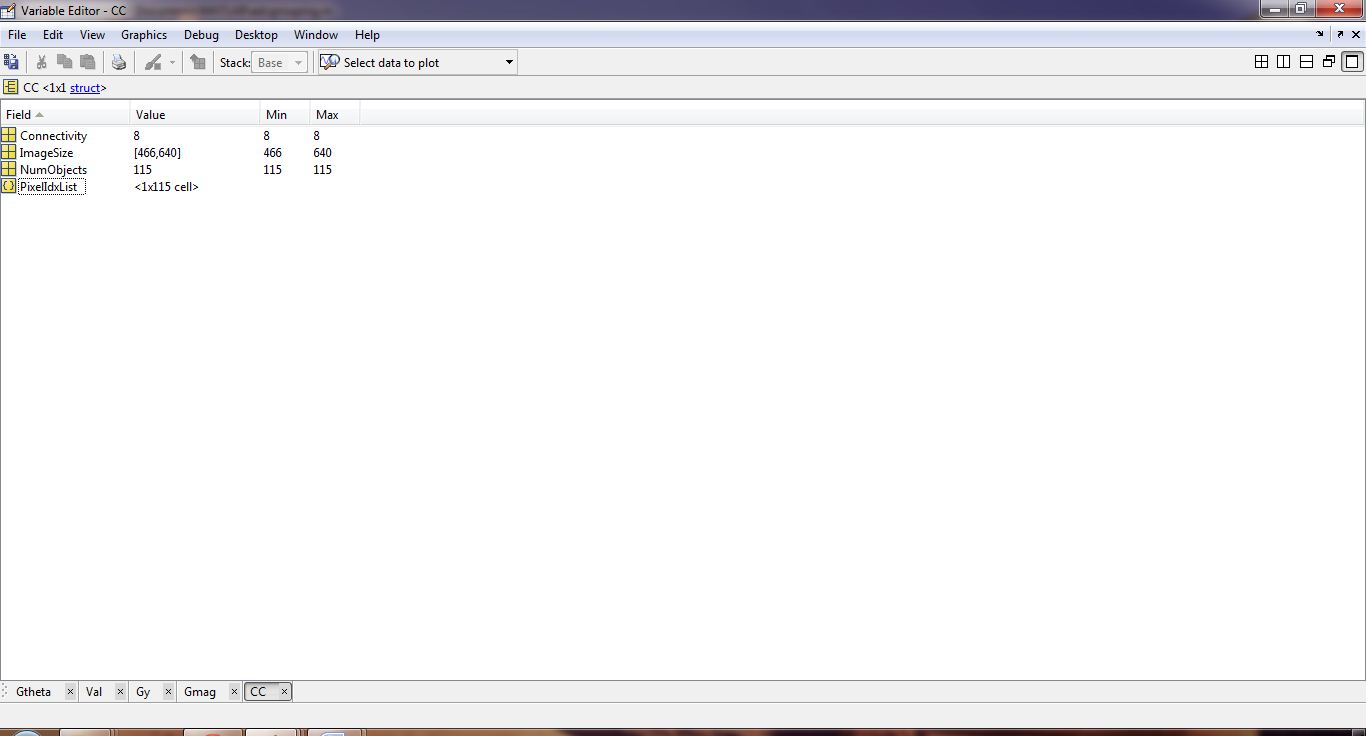 Variable Editor - CC
File Edit View Graphics Debug Desktop Window Help
Stack: Base Select data to plot
CC <1x1 struct>
Field Value Min Max
Connectivity 8 8 8
ImageSize [466,640] 466 640
NumObjects 115 115 115
PixelIdxList <1x115 cell>
Gtheta Val Gy Gmag CC